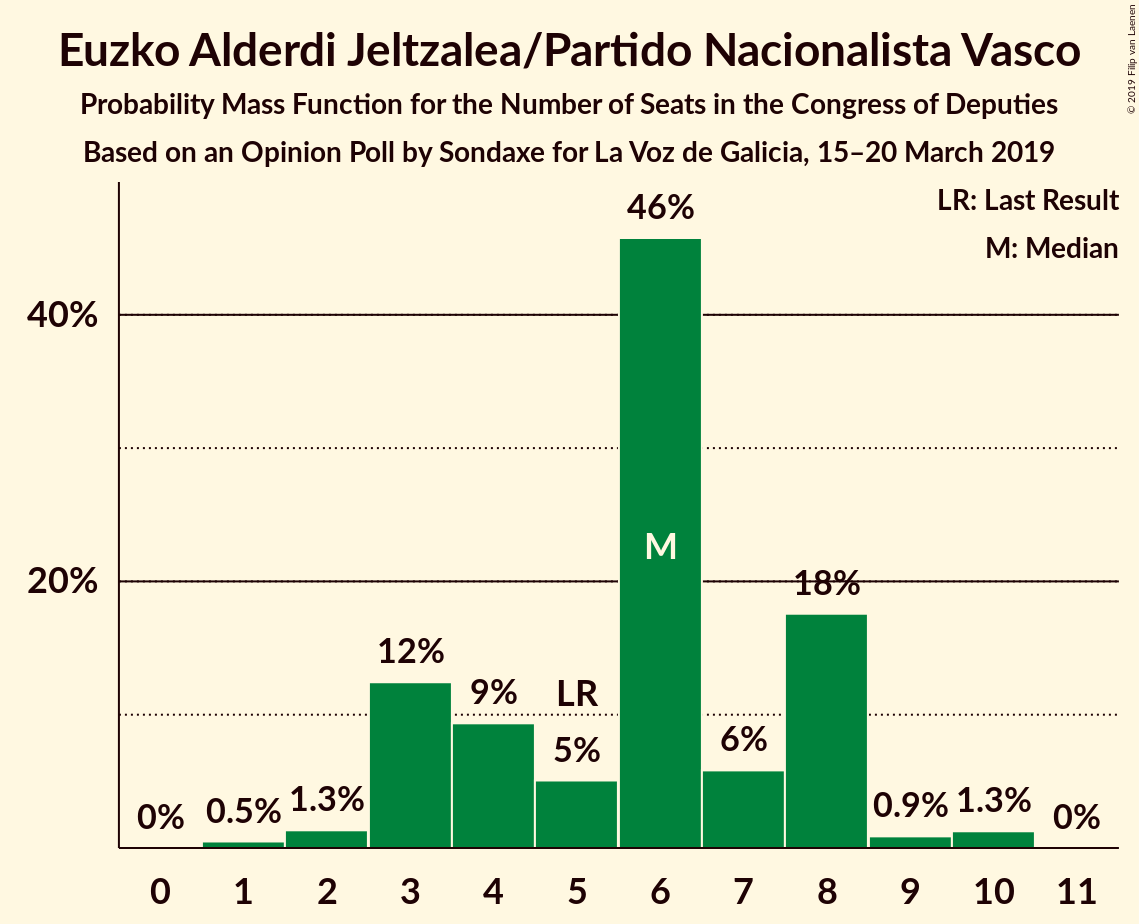 Euzko Alderdi Jeltzalea/Partido Nacionalista Vasco
Probability Mass Function for the Number of Seats in the Congress of Deputies
Based on an Opinion Poll by Sondaxe for La Voz de Galicia, 15–20 March 2019
© 2019 Filip van Laenen
LR: Last Result
M: Median
46%
40%
M
20%
18%
12%
9%
LR
5%
6%
0%
0.5%
1.3%
0.9%
1.3%
0%
0 1 2 3 4 5 6 7 8 9 10 11